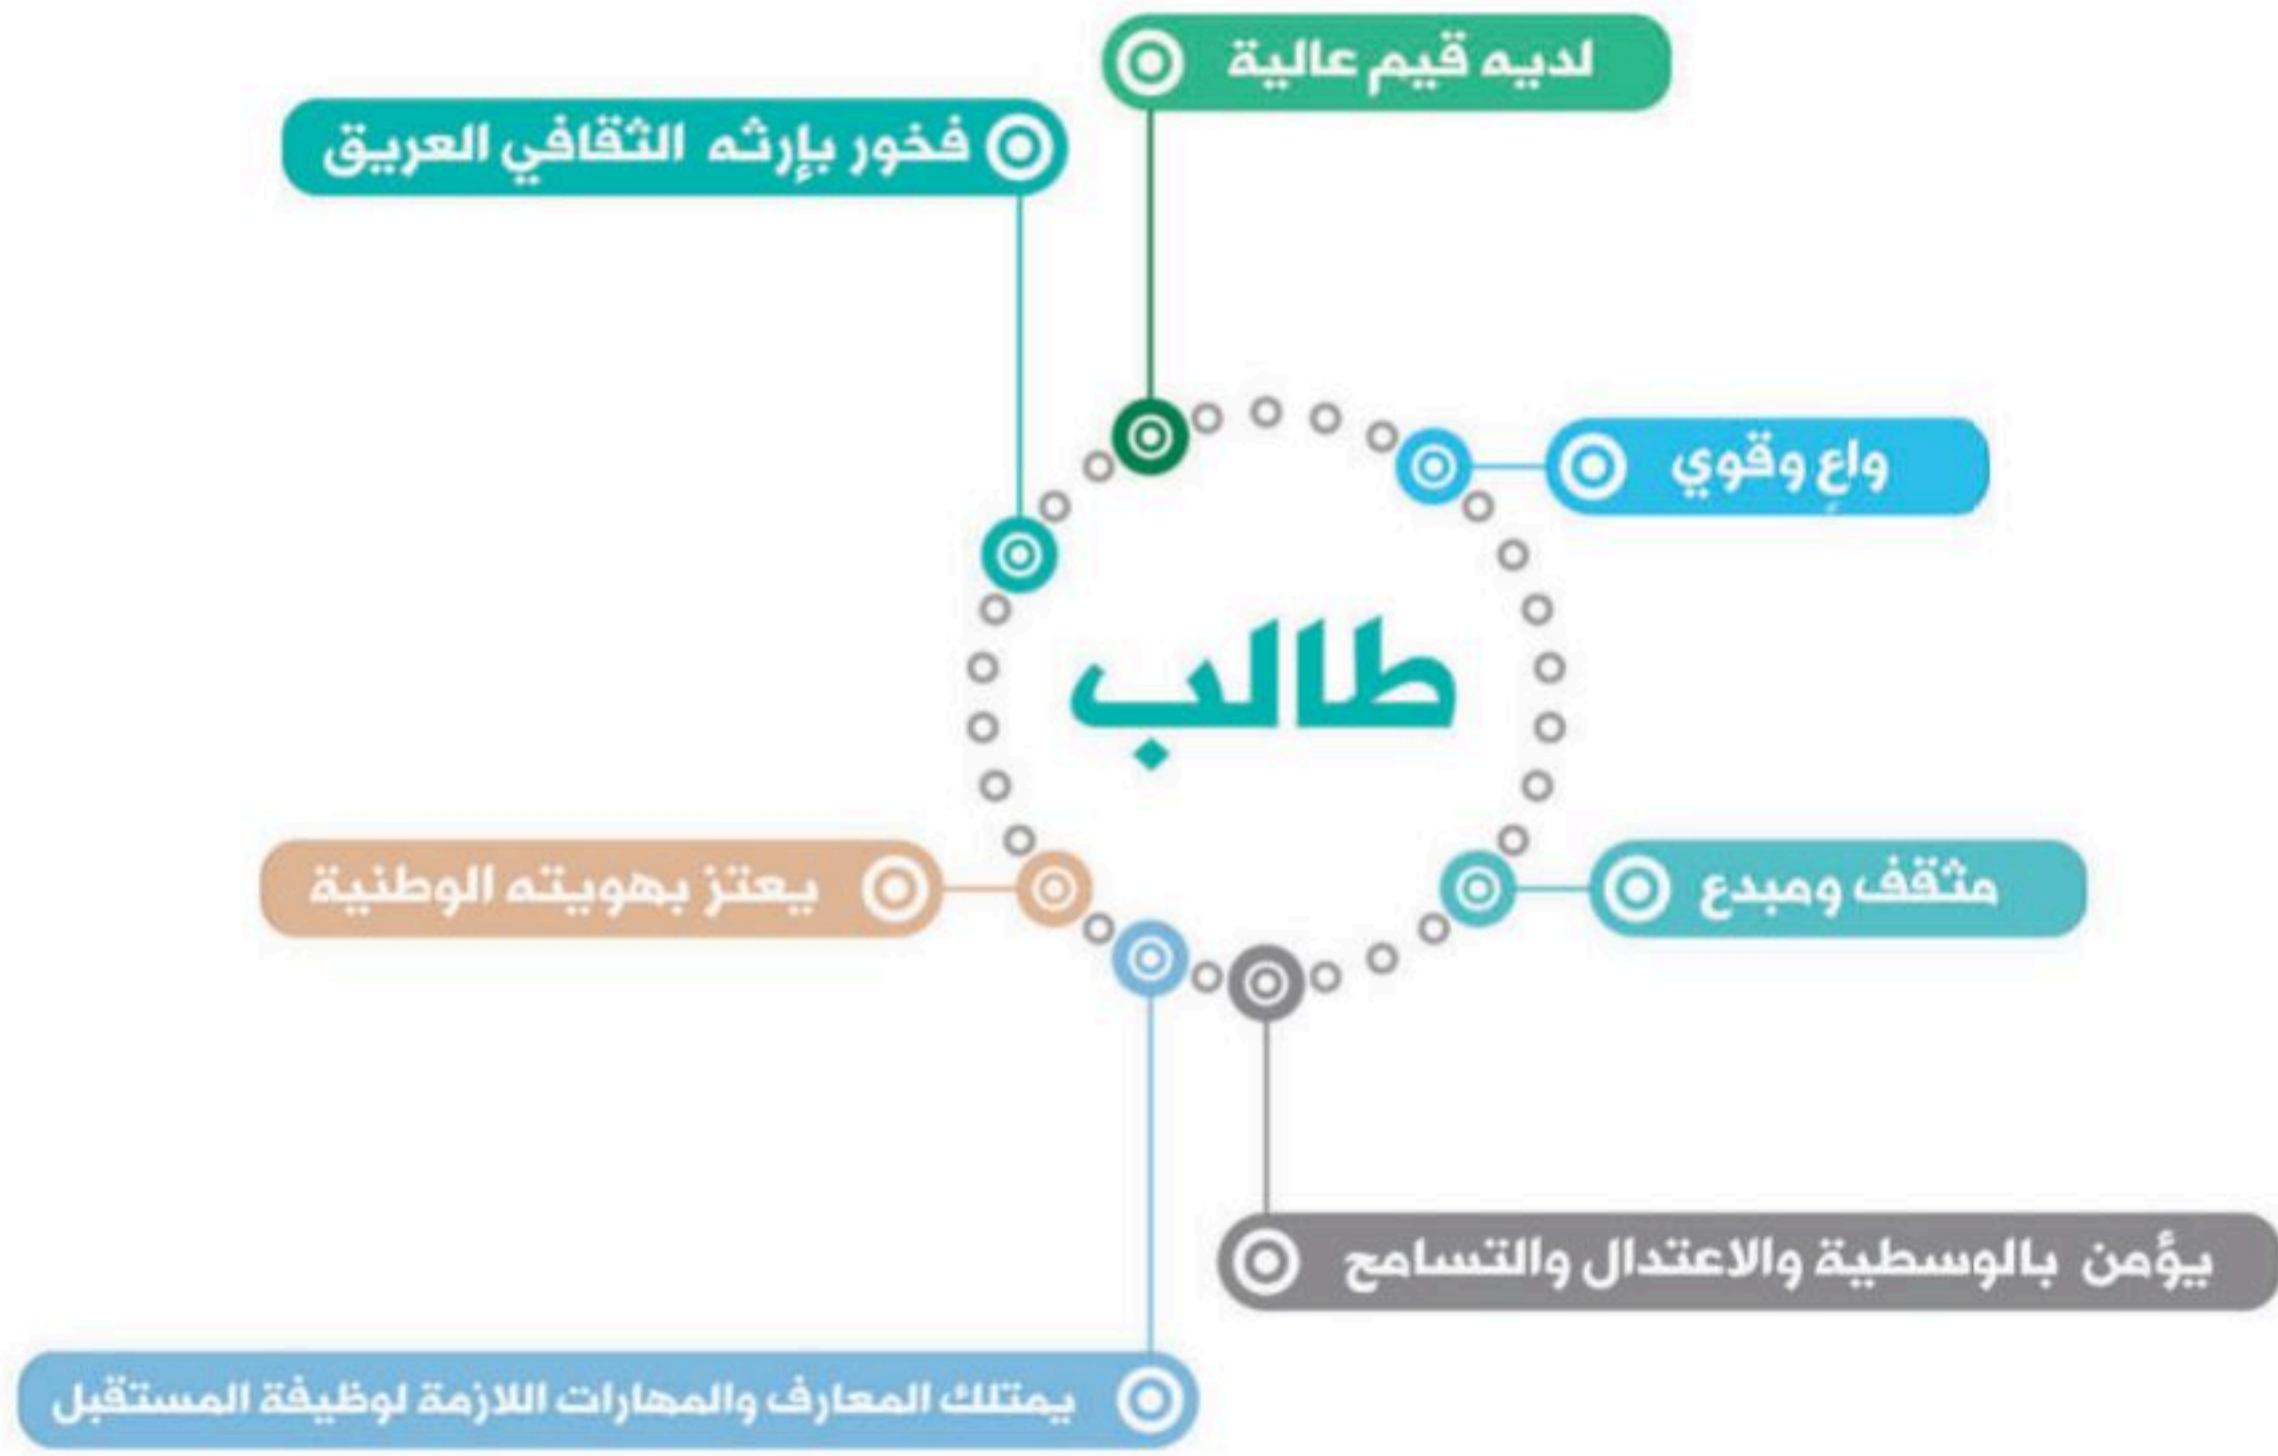 لديه قيم عالية
فخور بإرثه الثقافي العريق
واعٍ وقوي
طالب
مثقف ومبدع
يعتز بهويته الوطنية
يؤمن بالوسطية والاعتدال والتسامح
يمتلك المعارف والمهارات اللازمة لوظيفة المستقبل